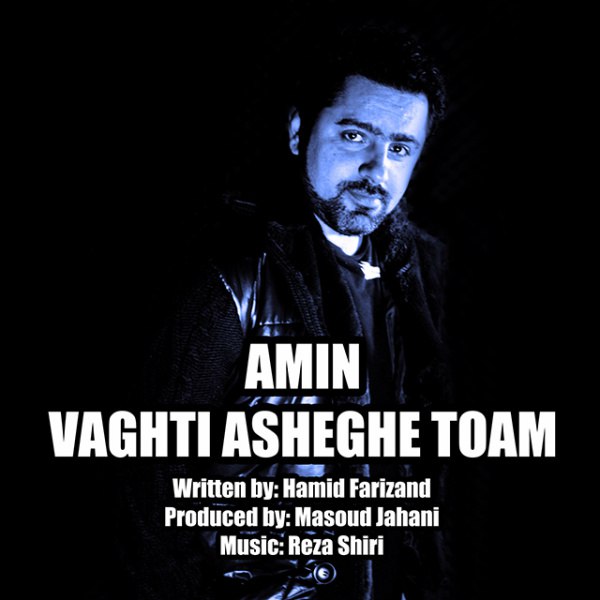 AMIN
VAGHTI ASHEGHE TOAM
Written by: Hamid Farizand
Produced by: Masoud Jahani
Music: Reza Shiri